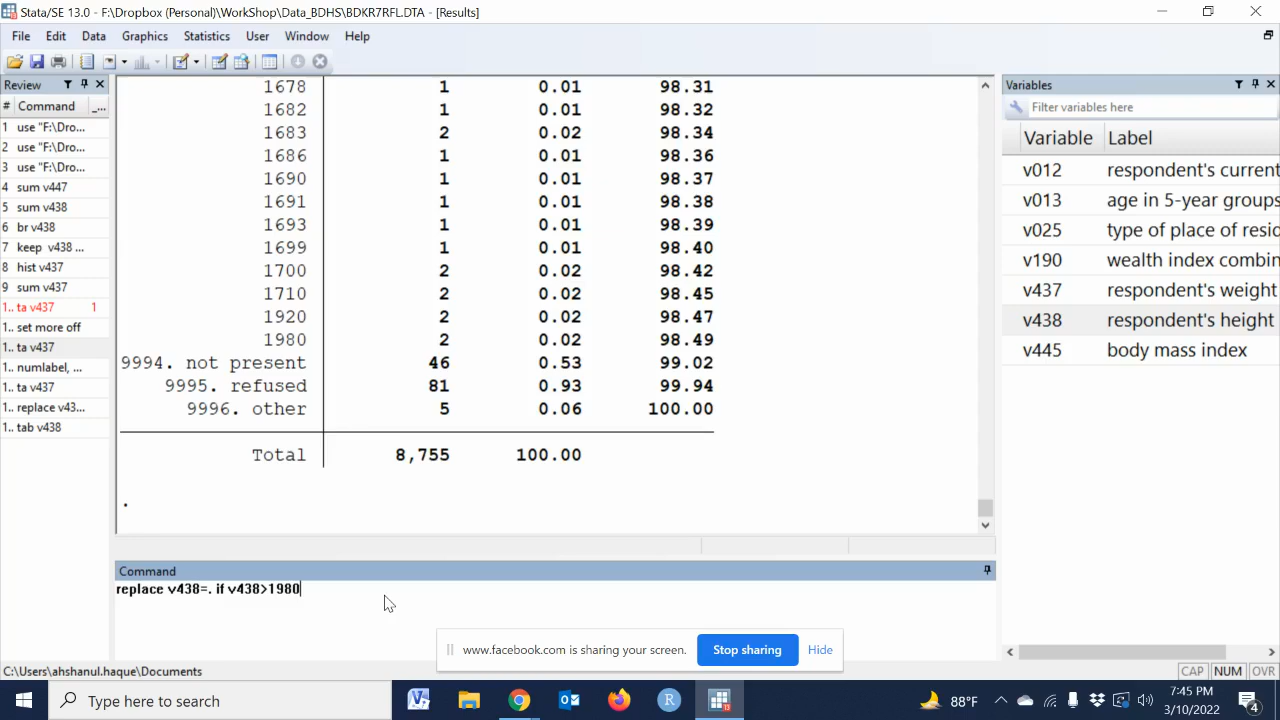 Stata/SE 13.0 - F:\Dropbox (Personal)\WorkShop\Data_BDHS\BDKR7RFL.DTA - [Results]
File Edit Data Graphics Statistics User Window Help
Review
# Command _...
1 use "F:\Dro...
2 use "F:\Dro...
3 use "F:\Dro...
4 sum v447
5 sum v438
6 br v438
7 keep v438 ...
8 hist v437
9 sum v437
1.. ta v437 1
1.. set more off
1.. ta v437
1.. numlabel, ...
1.. ta v437
1.. replace v43...
1.. tab v438
1678 1 0.01 98.31
1682 1 0.01 98.32
1683 2 0.02 98.34
1686 1 0.01 98.36
1690 1 0.01 98.37
1691 1 0.01 98.38
1693 1 0.01 98.39
1699 1 0.01 98.40
1700 2 0.02 98.42
1710 2 0.02 98.45
1920 2 0.02 98.47
1980 2 0.02 98.49
9994. not present 46 0.53 99.02
9995. refused 81 0.93 99.94
9996. other 5 0.06 100.00
Total 8,755 100.00
.
Command
replace v438=. if v438>1980
Variables
Filter variables here
Variable Label
v012 respondent's current
v013 age in 5-year groups
v025 type of place of resid
v190 wealth index combin
v437 respondent's weight
v438 respondent's height
v445 body mass index
www.facebook.com is sharing your screen. Stop sharing Hide
C:\Users\ahshanul.haque\Documents
CAP NUM OVR
Type here to search
88°F
7:45 PM
3/10/2022
4